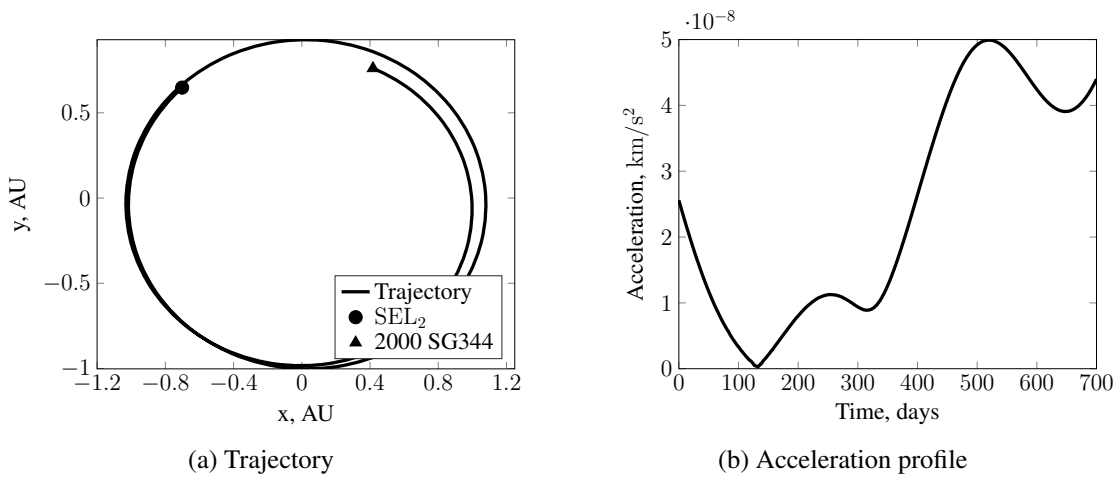 −1.2 −0.8 −0.4 0 0.4 0.8 1.2
−1
−0.5
0
0.5
x, AU
y, AU
Trajectory
SEL₂
2000 SG344
(a) Trajectory
0 100 200 300 400 500 600 700
0
1
2
3
4
5
·10⁻⁸
Time, days
Acceleration, km/s²
(b) Acceleration profile